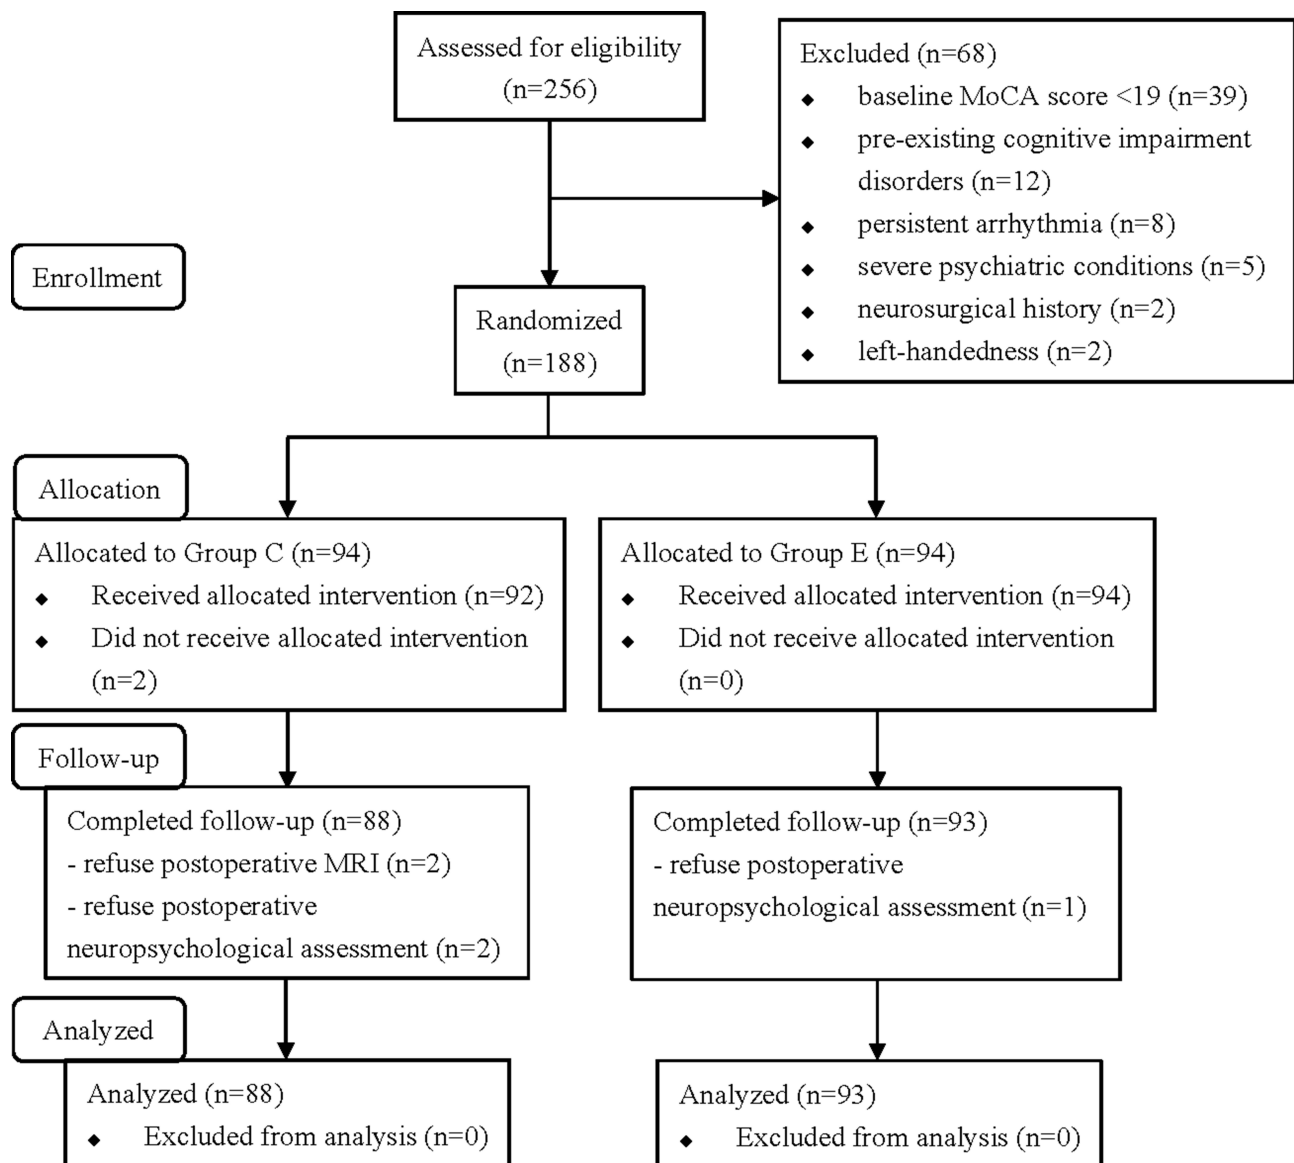 Assessed for eligibility
(n=256)
Excluded (n=68)
◆ baseline MoCA score <19 (n=39)
◆ pre-existing cognitive impairment
disorders (n=12)
◆ persistent arrhythmia (n=8)
◆ severe psychiatric conditions (n=5)
◆ neurosurgical history (n=2)
◆ left-handedness (n=2)
Enrollment
Randomized
(n=188)
Allocation
Allocated to Group C (n=94)
◆ Received allocated intervention (n=92)
◆ Did not receive allocated intervention
(n=2)
Allocated to Group E (n=94)
◆ Received allocated intervention (n=94)
◆ Did not receive allocated intervention
(n=0)
Follow-up
Completed follow-up (n=88)
- refuse postoperative MRI (n=2)
- refuse postoperative
neuropsychological assessment (n=2)
Completed follow-up (n=93)
- refuse postoperative
neuropsychological assessment (n=1)
Analyzed
Analyzed (n=88)
◆ Excluded from analysis (n=0)
Analyzed (n=93)
◆ Excluded from analysis (n=0)